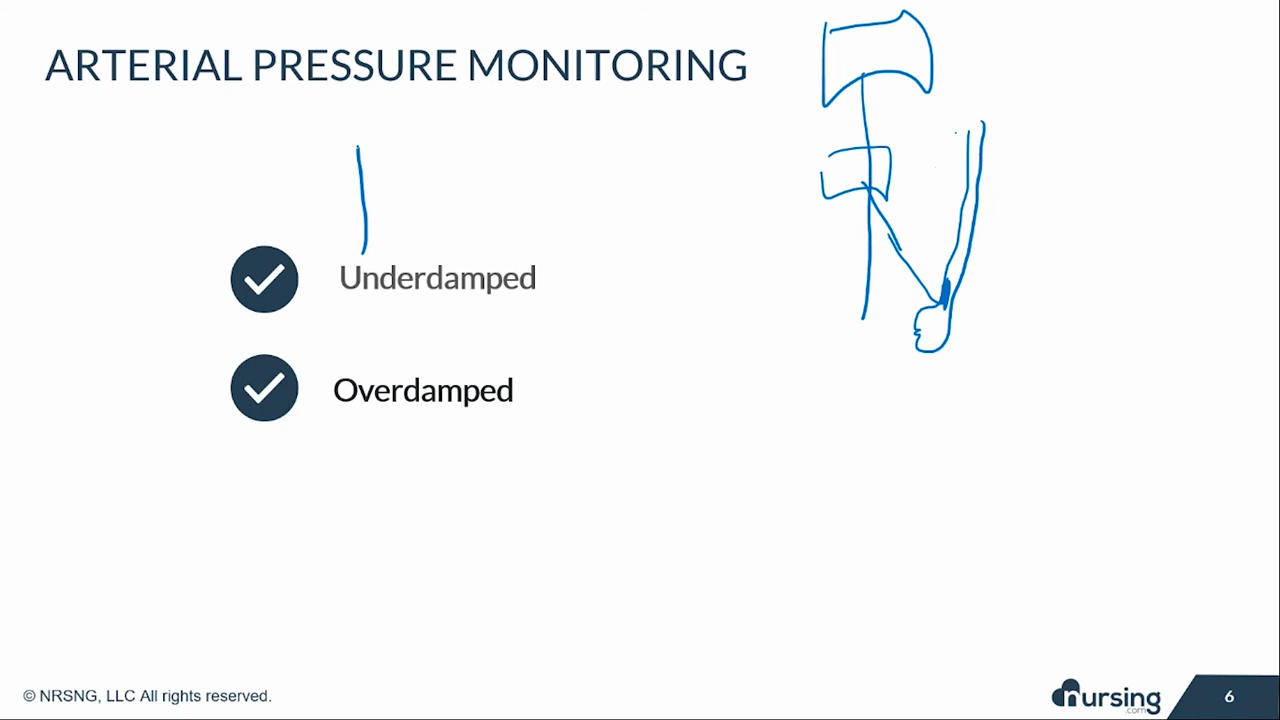 ARTERIAL PRESSURE MONITORING
Underdamped
Overdamped
© NRSNG, LLC All rights reserved.
nursing
.com
6